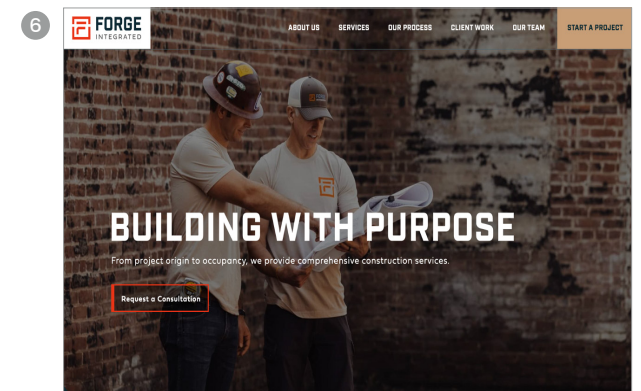 6
FORGE
INTEGRATED
ABOUT US
SERVICES
OUR PROCESS
CLIENT WORK
OUR TEAM
START A PROJECT
BUILDING WITH PURPOSE
From project origin to occupancy, we provide comprehensive construction services.
Request a Consultation